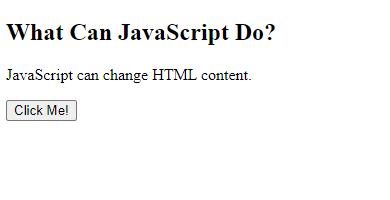 What Can JavaScript Do?
JavaScript can change HTML content.
Click Me!